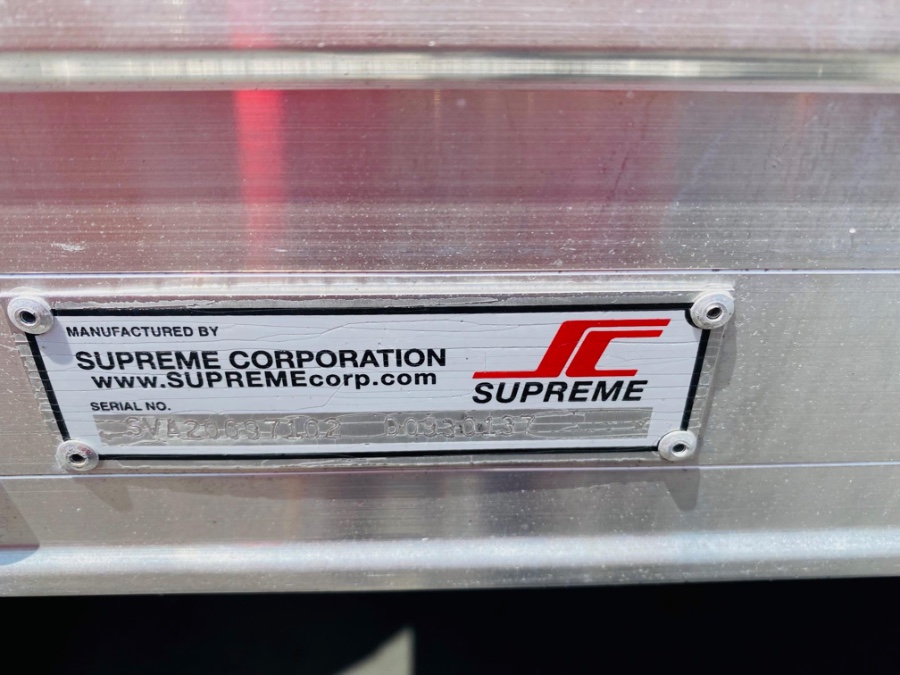 MANUFACTURED BY
SUPREME CORPORATION
www.SUPREMEcorp.com
SERIAL NO.
SC
SUPREME